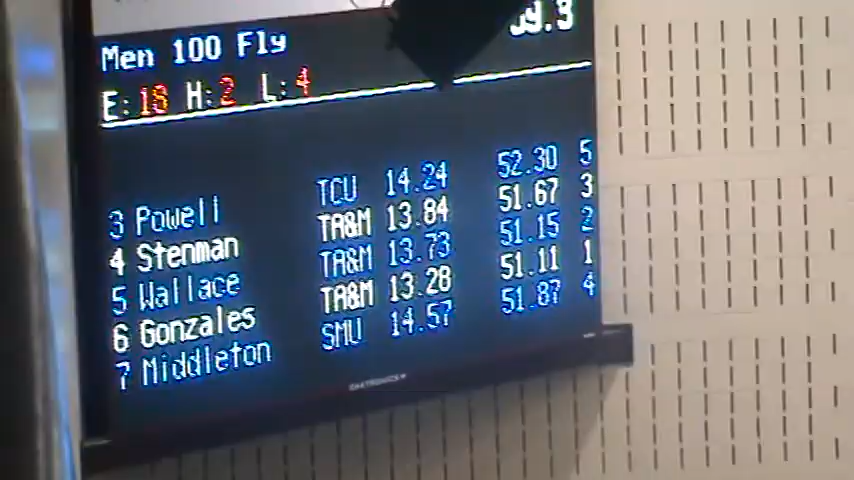 Men 100 Fly
E: 18 H: 2 L: 4
3 Powell TCU 14.24 52.30 5
4 Stenman TA&M 13.84 51.67 3
5 Wallace TA&M 13.73 51.15 2
6 Gonzales TA&M 13.28 51.11 1
7 Middleton SMU 14.57 51.87 4
DAKTRONICS